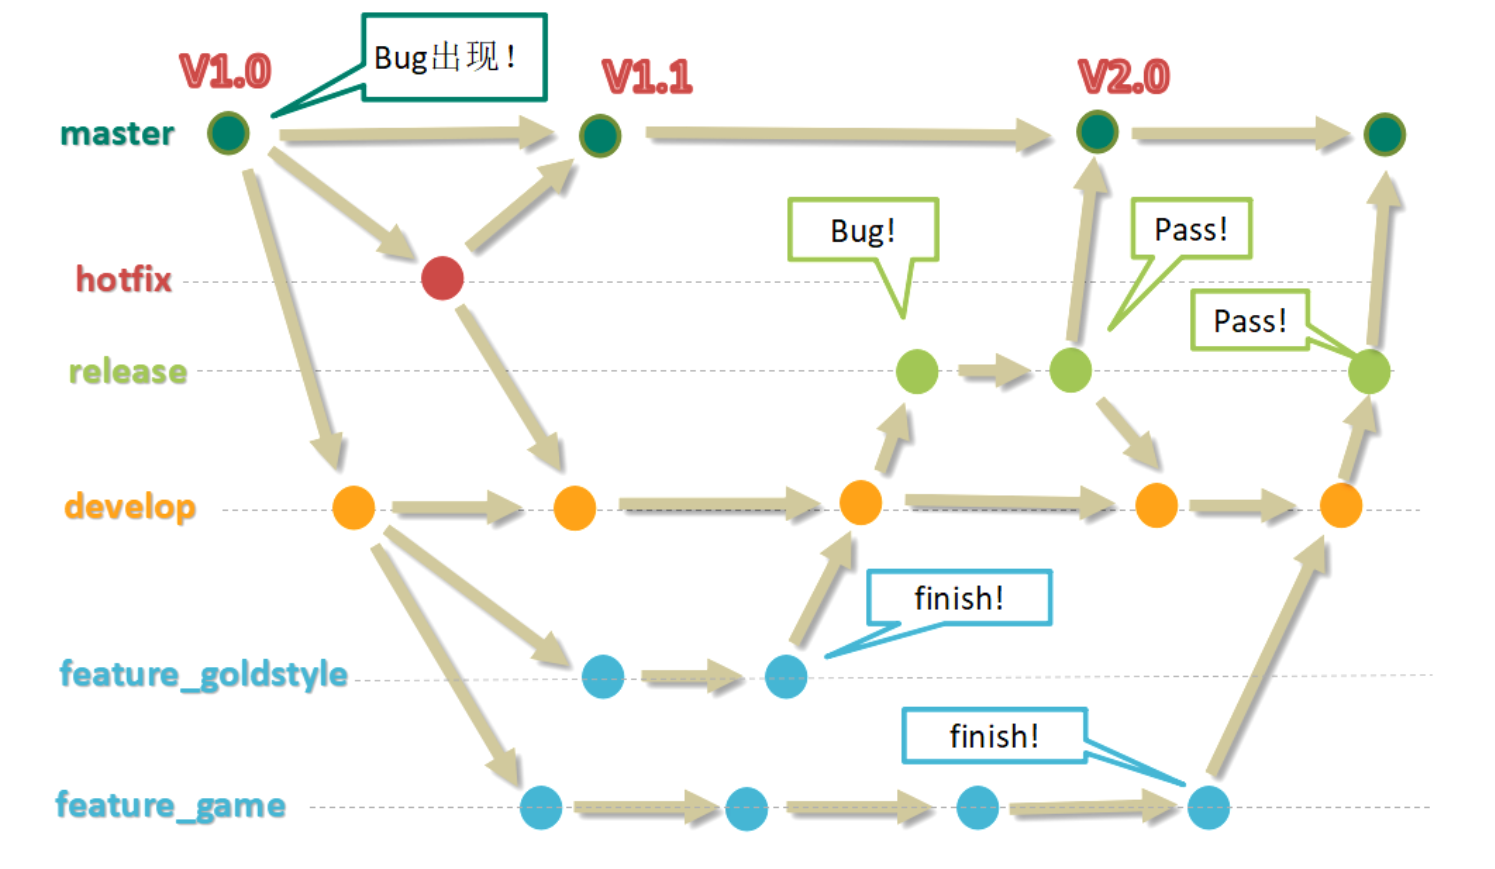 Bug出现！
V1.0
V1.1
V2.0
master
Bug!
Pass!
hotfix
Pass!
release
develop
finish!
feature_goldstyle
finish!
feature_game